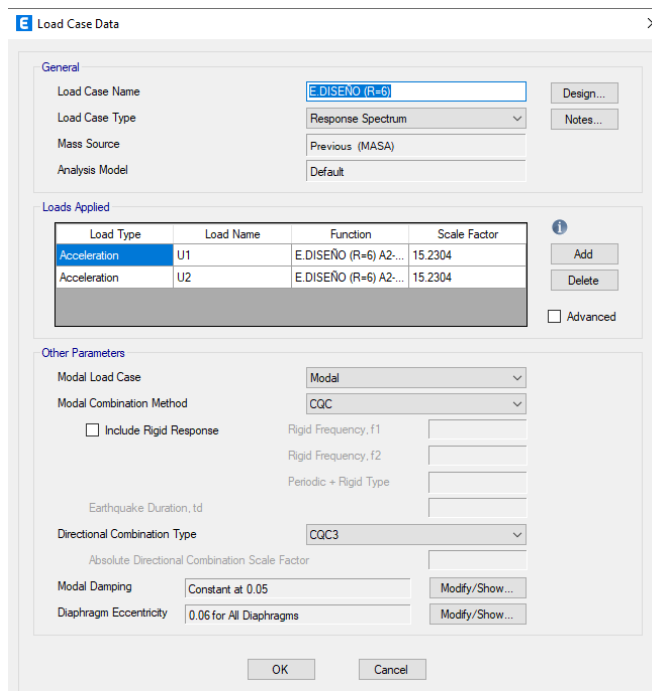 E Load Case Data
General
Load Case Name E.DISEÑO (R=6) Design...
Load Case Type Response Spectrum Notes...
Mass Source Previous (MASA)
Analysis Model Default
Loads Applied
Load Type Load Name Function Scale Factor
Acceleration U1 E.DISEÑO (R=6) A2-... 15.2304 Add
Acceleration U2 E.DISEÑO (R=6) A2-... 15.2304 Delete
Advanced
Other Parameters
Modal Load Case Modal
Modal Combination Method CQC
Include Rigid Response Rigid Frequency, f1
Rigid Frequency, f2
Periodic + Rigid Type
Earthquake Duration, td
Directional Combination Type CQC3
Absolute Directional Combination Scale Factor
Modal Damping Constant at 0.05 Modify/Show...
Diaphragm Eccentricity 0.06 for All Diaphragms Modify/Show...
OK Cancel